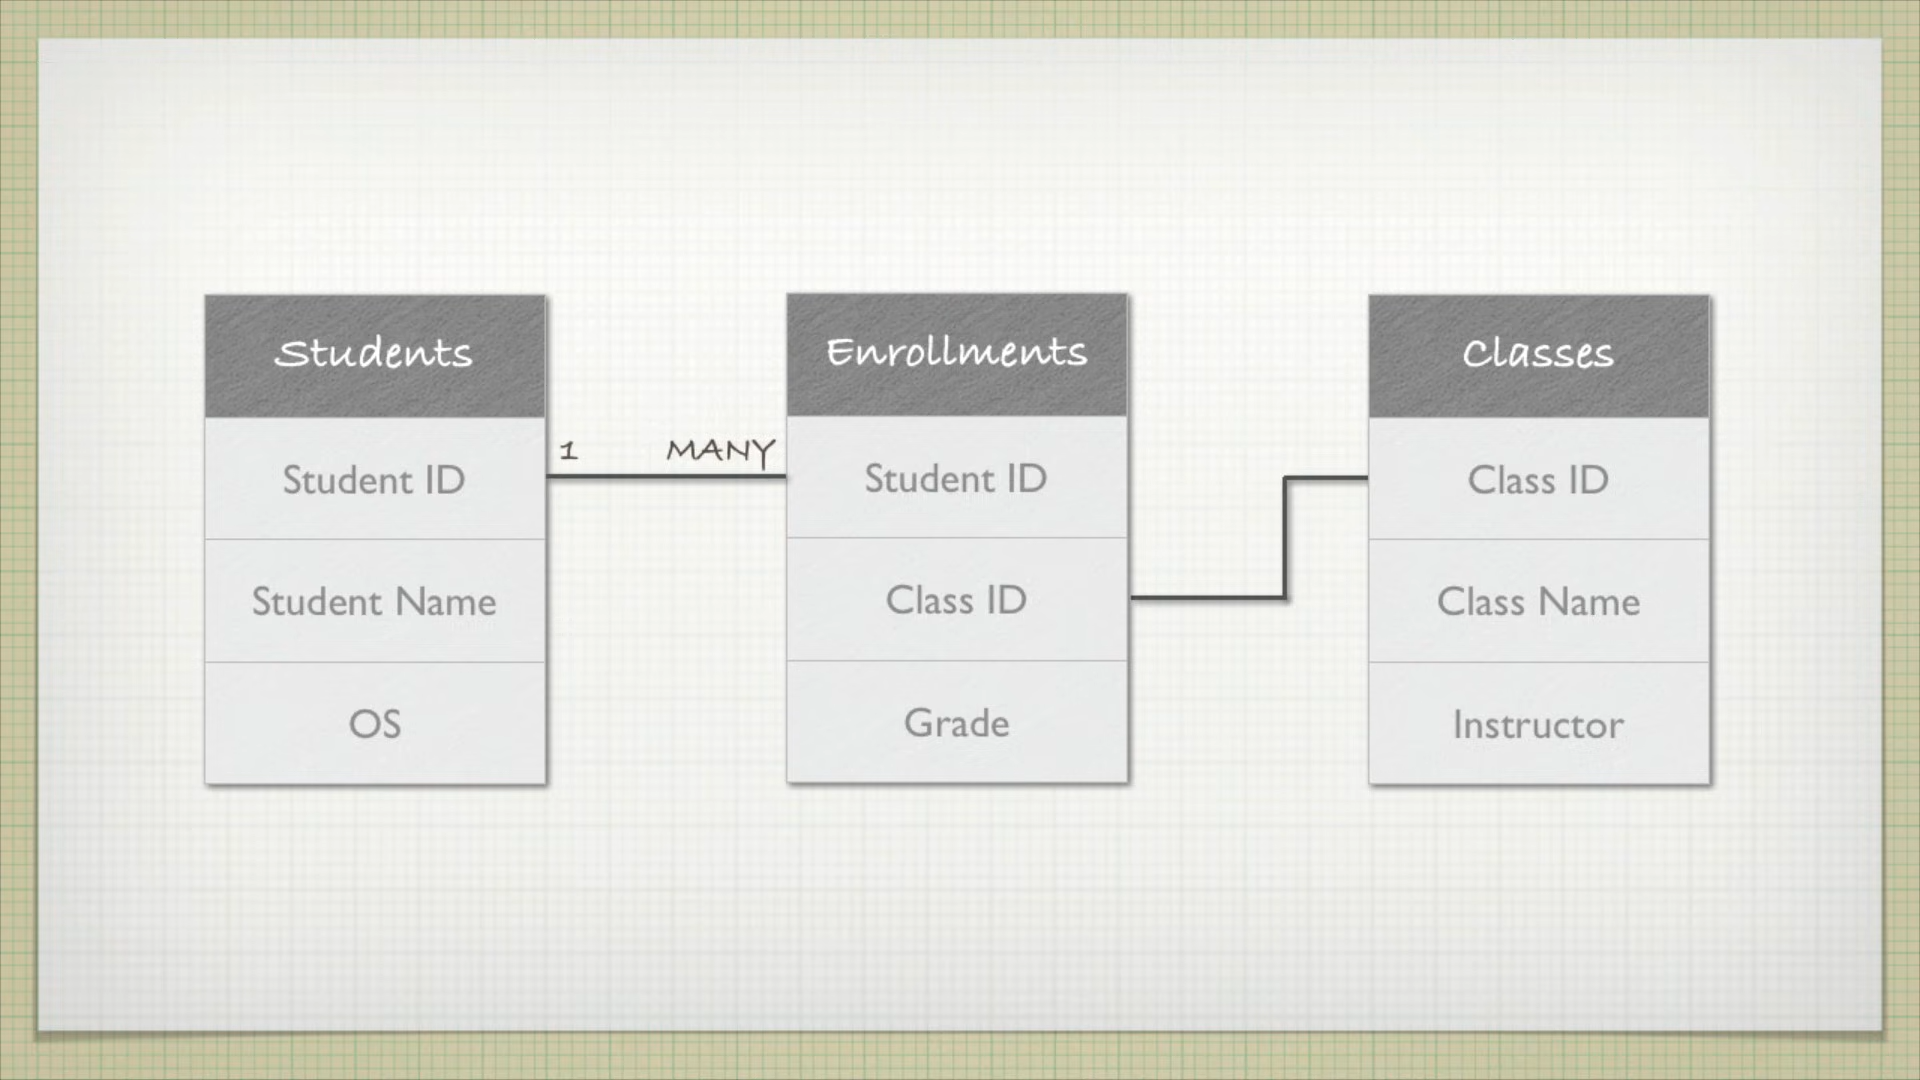 Students
Student ID
Student Name
OS
1 MANY
Enrollments
Student ID
Class ID
Grade
Classes
Class ID
Class Name
Instructor